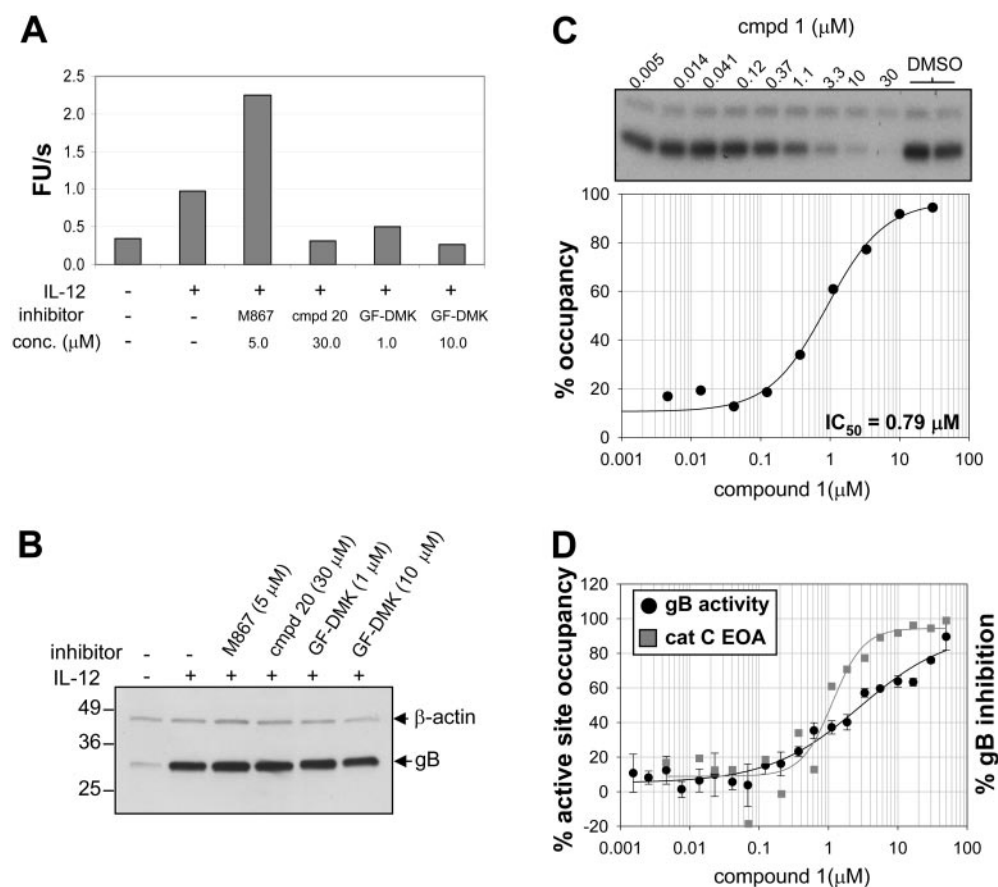 A
2.5
2.0
1.5
1.0
0.5
0.0
FU/s
IL-12 - + + + + +
inhibitor - - M867 cmpd 20 GF-DMK GF-DMK
conc. (μM) - - 5.0 30.0 1.0 10.0
B
M867 (5 μM)
cmpd 20 (30 μM)
GF-DMK (1 μM)
GF-DMK (10 μM)
inhibitor - -
IL-12 - + + + + +
49
36
25
β-actin
gB
C
cmpd 1 (μM)
0.005 0.014 0.041 0.12 0.37 1.1 3.3 10 30 DMSO
100
80
60
40
20
0
% occupancy
IC50 = 0.79 μM
0.001 0.01 0.1 1 10 100
compound 1(μM)
D
120
100
80
60
40
20
0
-20
% active site occupancy
gB activity
cat C EOA
% gB inhibition
0.001 0.01 0.1 1 10 100
compound 1(μM)